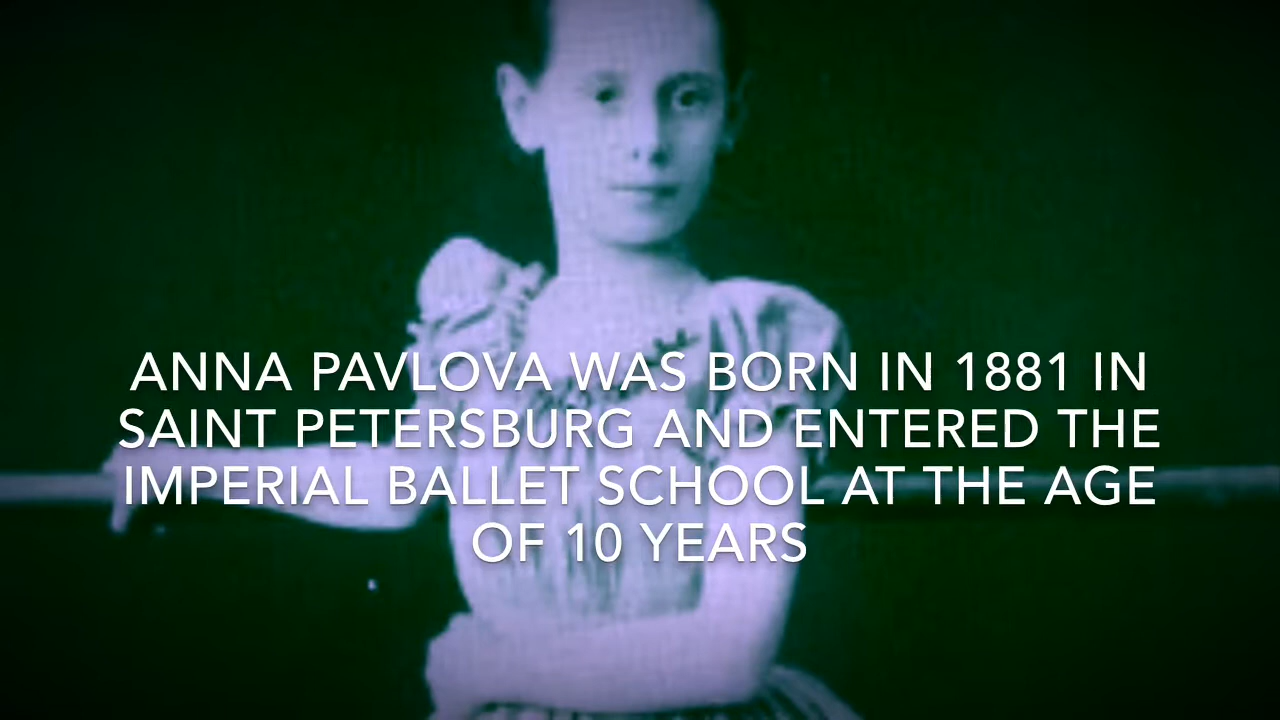 ANNA PAVLOVA WAS BORN IN 1881 IN
SAINT PETERSBURG AND ENTERED THE
IMPERIAL BALLET SCHOOL AT THE AGE
OF 10 YEARS